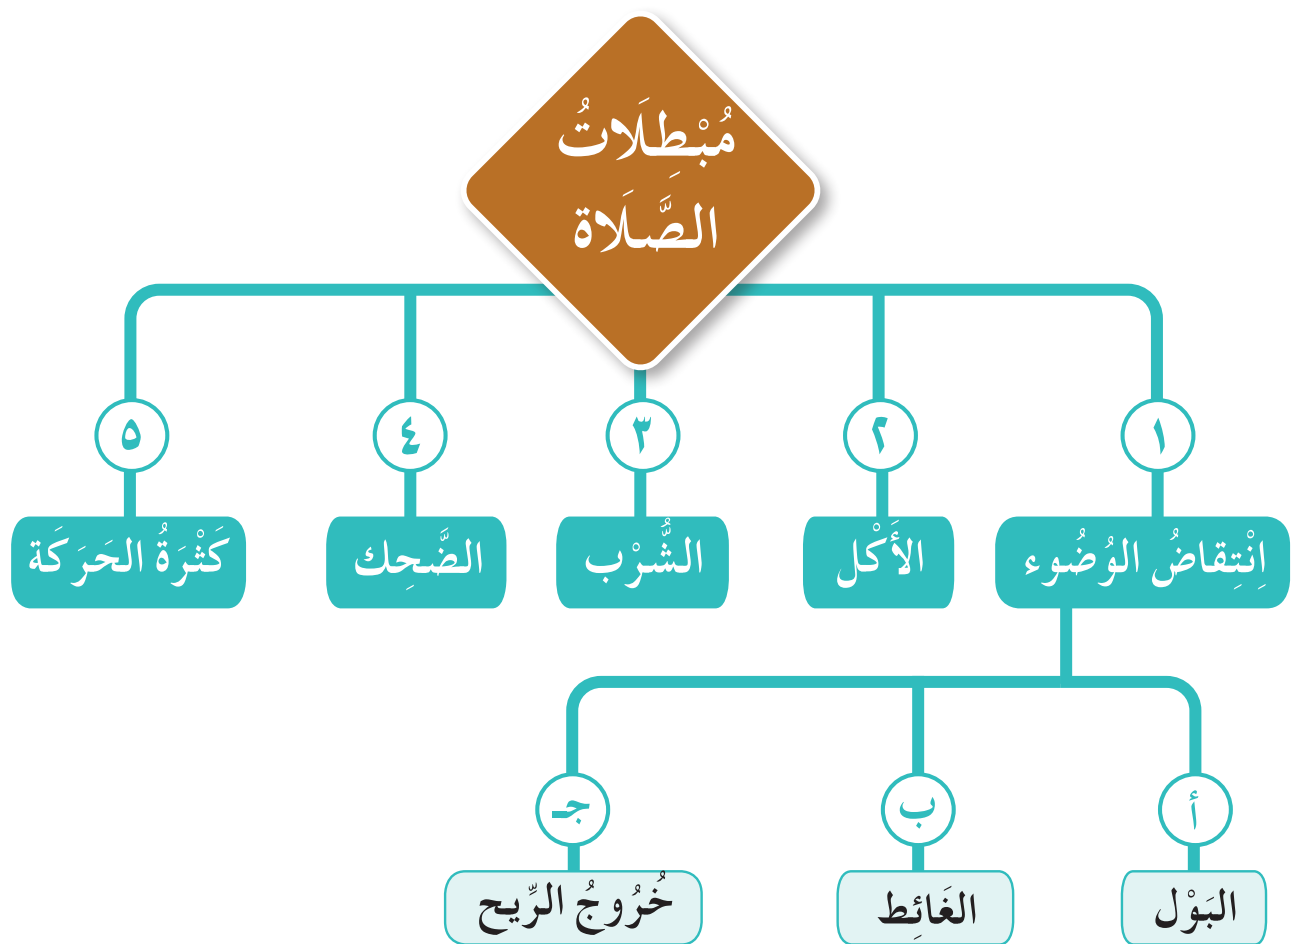 مُبْطِلَاتُ
الصَّلَاة
١
٢
٣
٤
٥
اِنْتِقاضُ الوُضُوء
الأَكْل
الشُّرْب
الضَّحِك
كَثْرَةُ الحَرَكَة
أ
ب
جـ
البَوْل
الغَائِط
خُرُوجُ الرِّيح